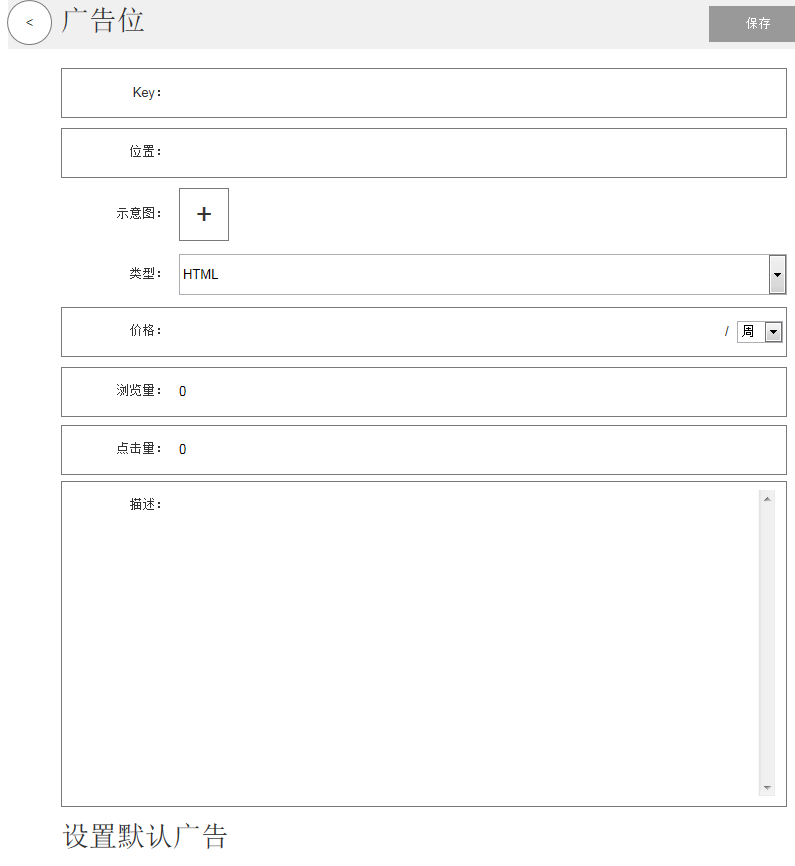 <
广告位
保存
Key：
位置：
示意图：
+
类型：
HTML
价格：
/ 周
浏览量： 0
点击量： 0
描述：
设置默认广告